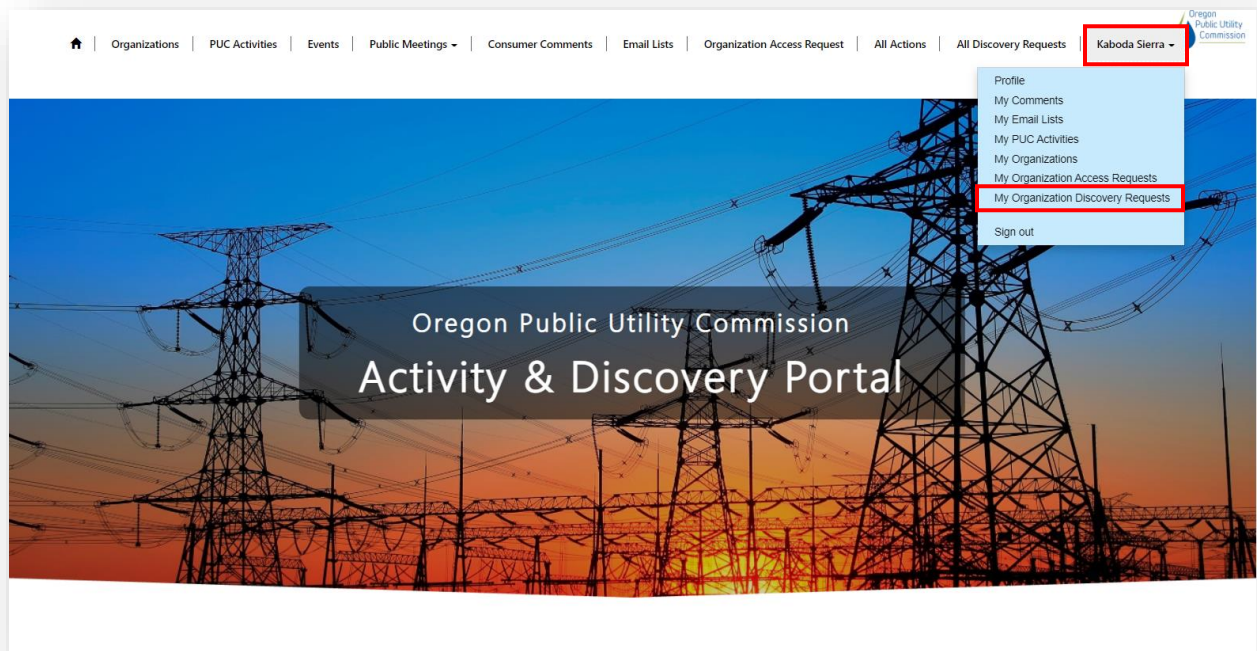 Organizations PUC Activities Events Public Meetings Consumer Comments Email Lists Organization Access Request All Actions All Discovery Requests Kaboda Sierra
Oregon
Public Utility
Commission
Profile
My Comments
My Email Lists
My PUC Activities
My Organizations
My Organization Access Requests
My Organization Discovery Requests
Sign out
Oregon Public Utility Commission
Activity & Discovery Portal